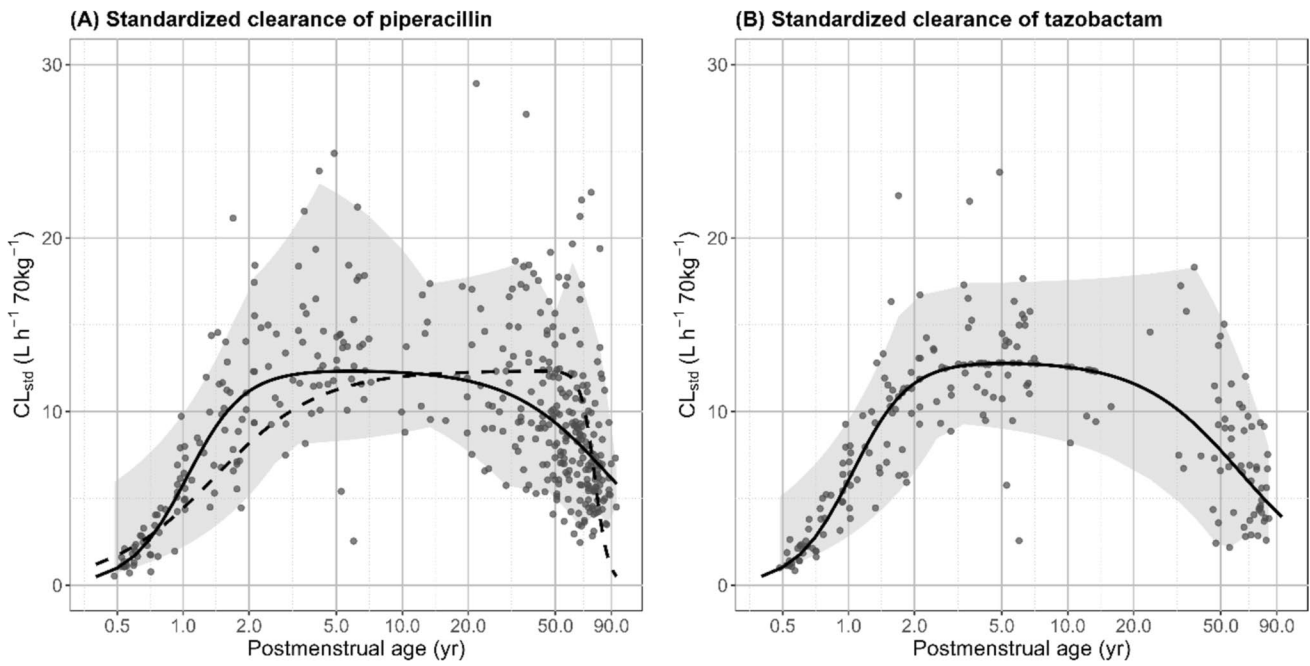 (A) Standardized clearance of piperacillin
30
20
10
0
CLstd (L h⁻¹ 70kg⁻¹)
0.5 1.0 2.0 5.0 10.0 20.0 50.0 90.0
Postmenstrual age (yr)
(B) Standardized clearance of tazobactam
30
20
10
0
CLstd (L h⁻¹ 70kg⁻¹)
0.5 1.0 2.0 5.0 10.0 20.0 50.0 90.0
Postmenstrual age (yr)